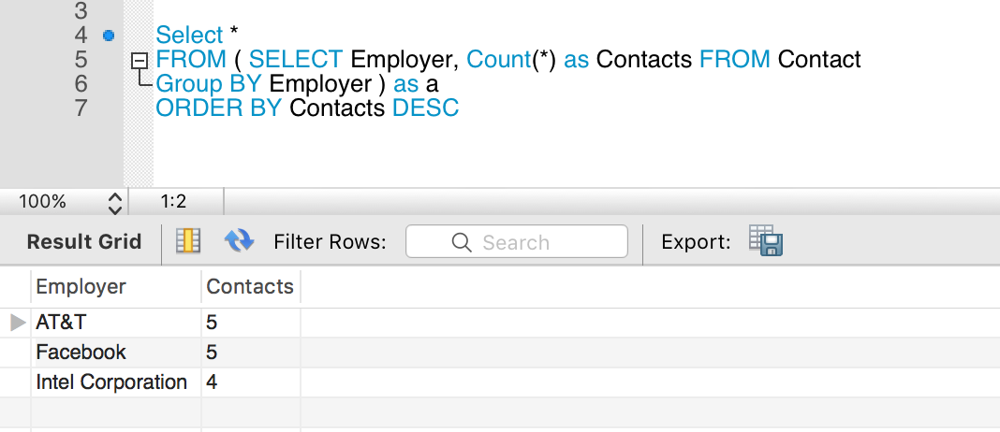 3
4 Select *
5 FROM ( SELECT Employer, Count(*) as Contacts FROM Contact
6 Group BY Employer ) as a
7 ORDER BY Contacts DESC
100% 1:2
Result Grid Filter Rows: Search Export:
Employer Contacts
AT&T 5
Facebook 5
Intel Corporation 4